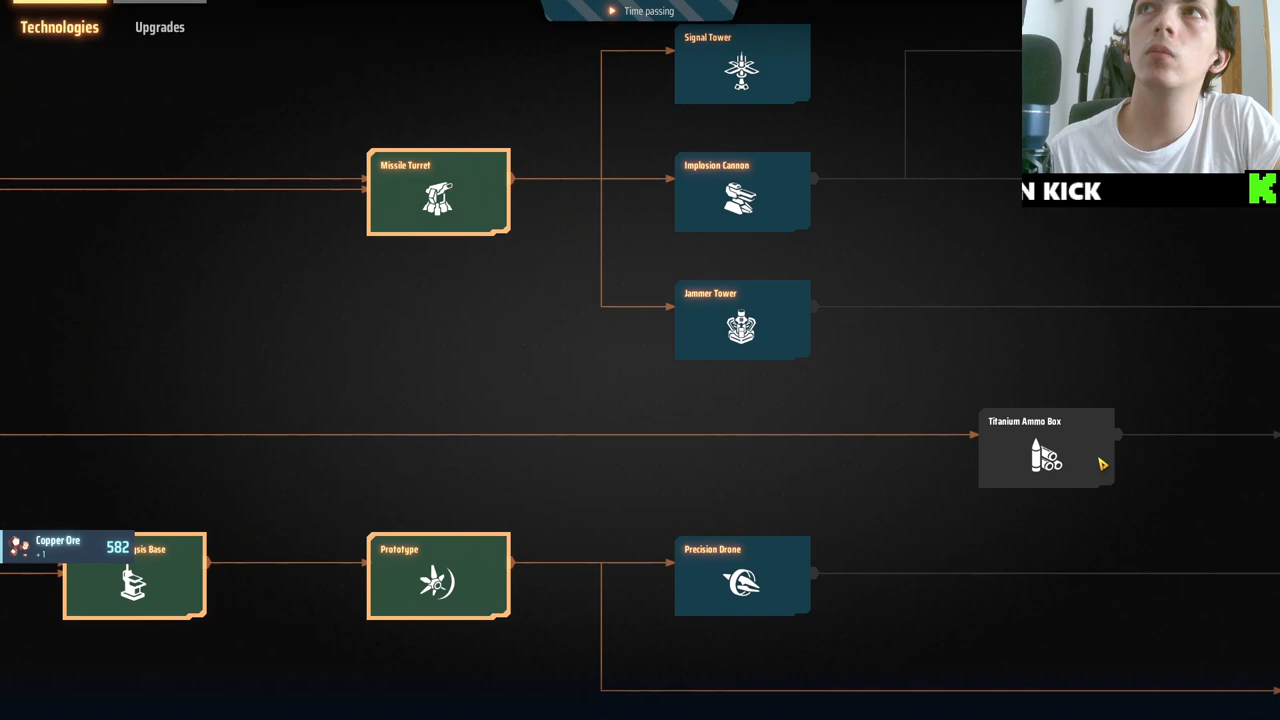 Technologies
Upgrades
Time passing
Signal Tower
Missile Turret
Implosion Cannon
N KICK
Jammer Tower
Titanium Ammo Box
Copper Ore
+ 1
582
ysis Base
Prototype
Precision Drone